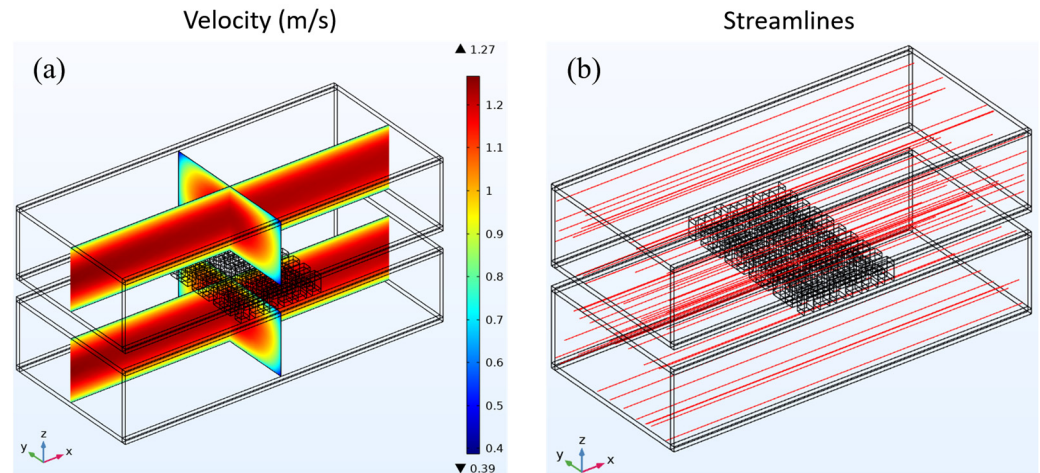 Velocity (m/s)
Streamlines
(a)
▲ 1.27
1.2
1.1
1
0.9
0.8
0.7
0.6
0.5
0.4
▼ 0.39
z
y
x
(b)
z
y
x